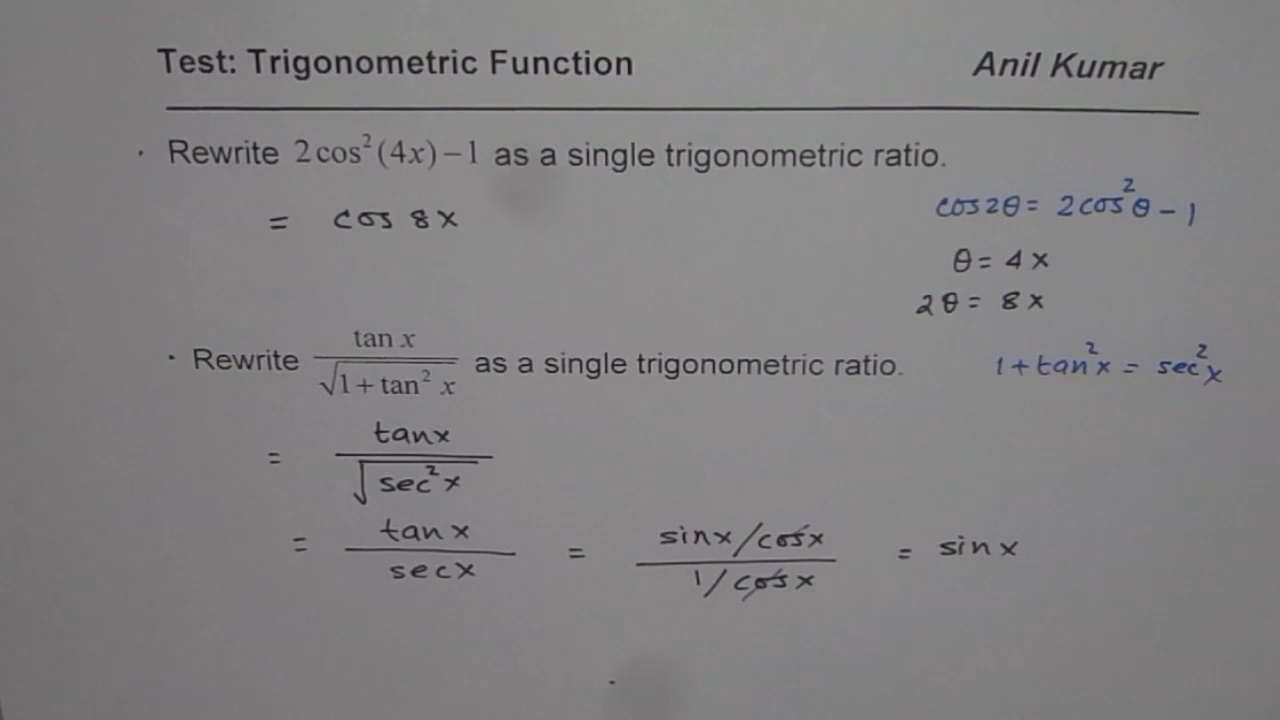 Test: Trigonometric Function Anil Kumar
· Rewrite 2cos²(4x)−1 as a single trigonometric ratio.
cos2θ = 2cos²θ − 1
= cos 8x
θ = 4x
2θ = 8x
· Rewrite tan x / √(1+tan² x) as a single trigonometric ratio. 1+tan²x = sec²x
= tanx / √(sec²x)
= tanx / secx = (sinx/cosx) / (1/cosx) = sinx